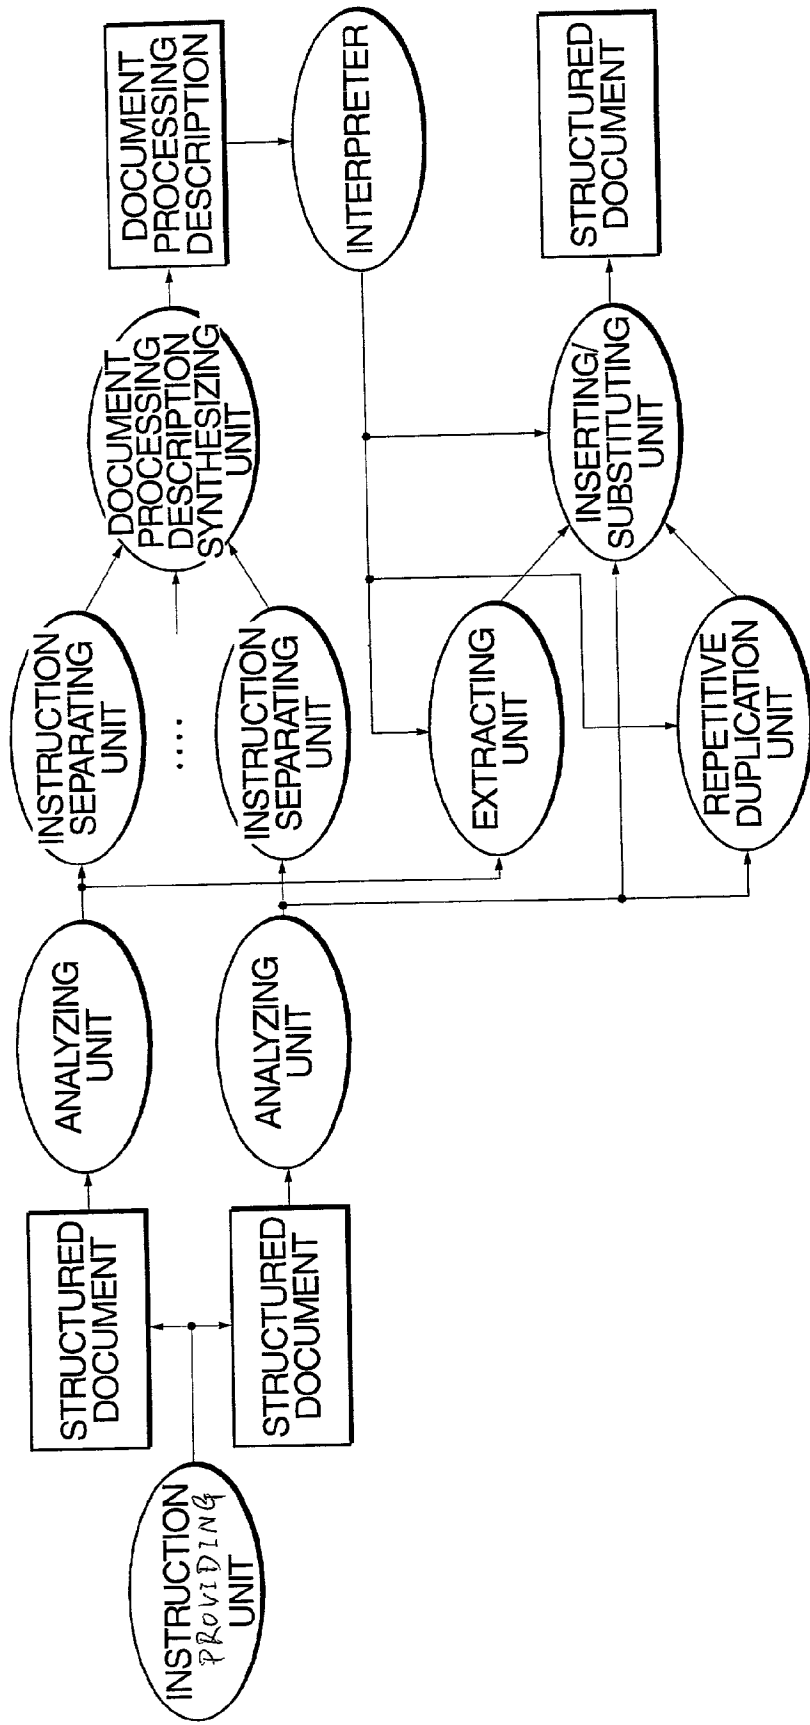 INSTRUCTION
PROVIDING
UNIT
STRUCTURED
DOCUMENT
STRUCTURED
DOCUMENT
ANALYZING
UNIT
ANALYZING
UNIT
INSTRUCTION
SEPARATING
UNIT
....
INSTRUCTION
SEPARATING
UNIT
DOCUMENT
PROCESSING
DESCRIPTION
SYNTHESIZING
UNIT
DOCUMENT
PROCESSING
DESCRIPTION
INTERPRETER
EXTRACTING
UNIT
REPETITIVE
DUPLICATION
UNIT
INSERTING/
SUBSTITUTING
UNIT
STRUCTURED
DOCUMENT